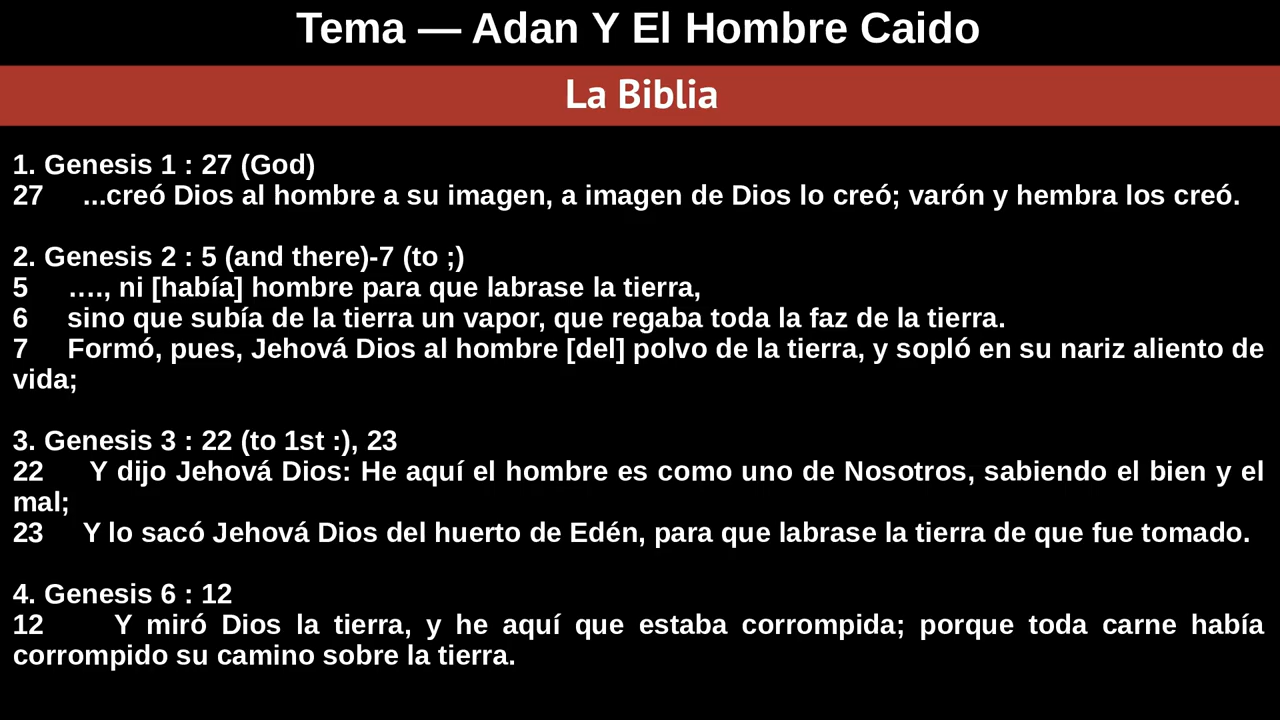 Tema — Adan Y El Hombre Caido
La Biblia
1. Genesis 1 : 27 (God)
27 ...creó Dios al hombre a su imagen, a imagen de Dios lo creó; varón y hembra los creó.
2. Genesis 2 : 5 (and there)-7 (to ;)
5 …., ni [había] hombre para que labrase la tierra,
6 sino que subía de la tierra un vapor, que regaba toda la faz de la tierra.
7 Formó, pues, Jehová Dios al hombre [del] polvo de la tierra, y sopló en su nariz aliento de
vida;
3. Genesis 3 : 22 (to 1st :), 23
22 Y dijo Jehová Dios: He aquí el hombre es como uno de Nosotros, sabiendo el bien y el
mal;
23 Y lo sacó Jehová Dios del huerto de Edén, para que labrase la tierra de que fue tomado.
4. Genesis 6 : 12
12 Y miró Dios la tierra, y he aquí que estaba corrompida; porque toda carne había
corrompido su camino sobre la tierra.